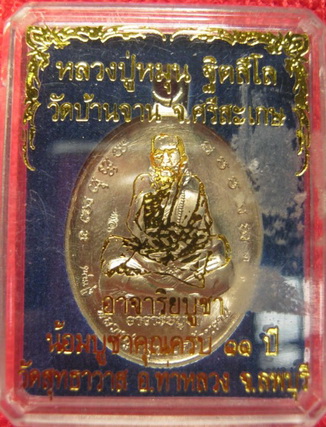 หลวงปู่หมุน ฐิตสีโล
วัดบ้านจาน จ.ศรีสะเกษ
อาจาริยบูชา
น้อมบูชาคุณครบ ๑๑ ปี
วัดสุทธาวาส อ.ท่าหลวง จ.ลพบุรี